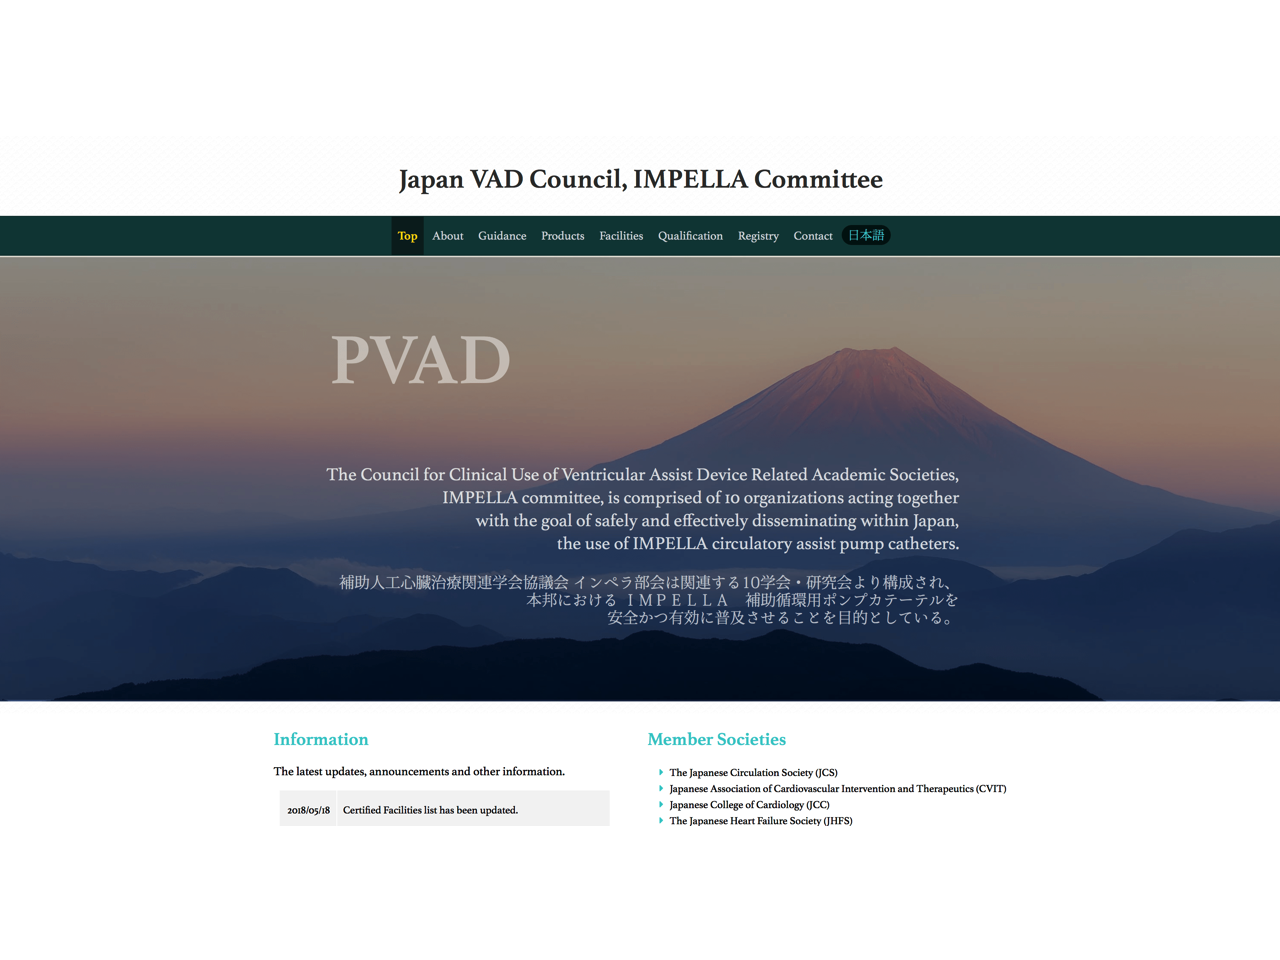 Japan VAD Council, IMPELLA Committee
Top About Guidance Products Facilities Qualification Registry Contact 日本語
PVAD
The Council for Clinical Use of Ventricular Assist Device Related Academic Societies,
IMPELLA committee, is comprised of 10 organizations acting together
with the goal of safely and effectively disseminating within Japan,
the use of IMPELLA circulatory assist pump catheters.
補助人工心臓治療関連学会協議会 インペラ部会は関連する10学会・研究会より構成され、
本邦における ＩＭＰＥＬＬＡ　補助循環用ポンプカテーテルを
安全かつ有効に普及させることを目的としている。
Information
The latest updates, announcements and other information.
2018/05/18 Certified Facilities list has been updated.
Member Societies
The Japanese Circulation Society (JCS)
Japanese Association of Cardiovascular Intervention and Therapeutics (CVIT)
Japanese College of Cardiology (JCC)
The Japanese Heart Failure Society (JHFS)